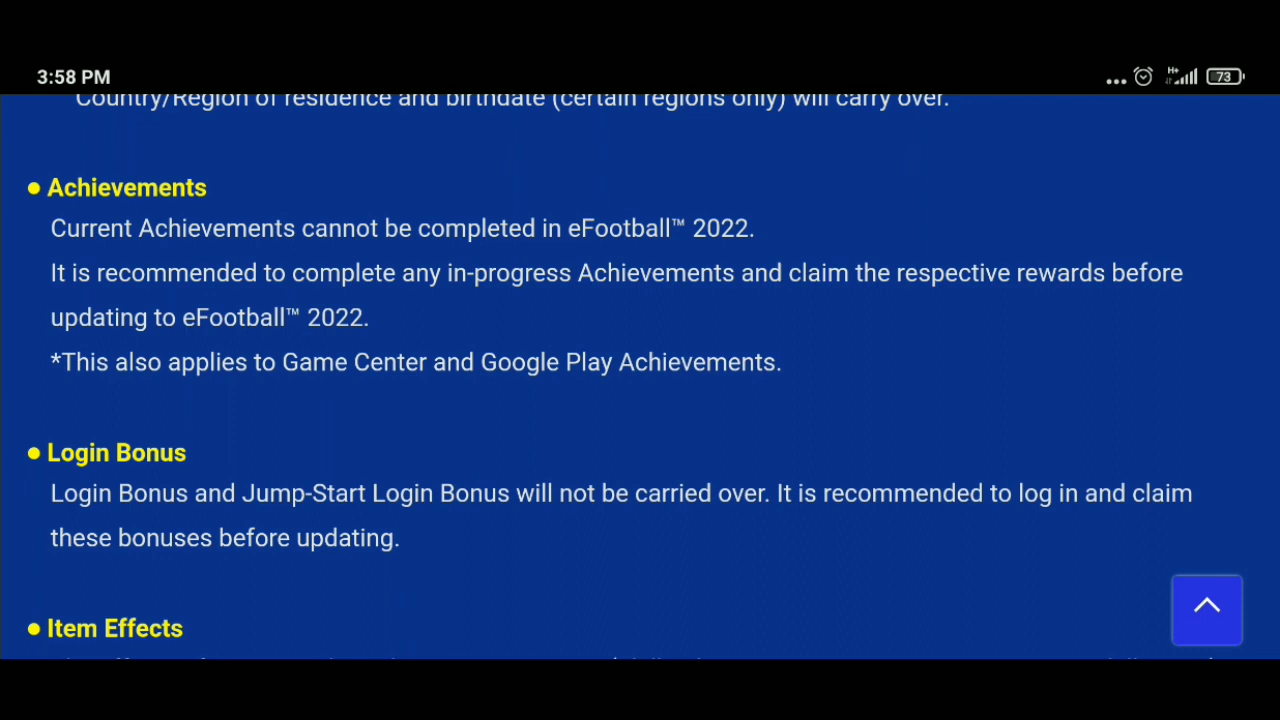 3:58 PM
H+
73
Country/Region of residence and birthdate (certain regions only) will carry over.
● Achievements
Current Achievements cannot be completed in eFootball™ 2022.
It is recommended to complete any in-progress Achievements and claim the respective rewards before
updating to eFootball™ 2022.
*This also applies to Game Center and Google Play Achievements.
● Login Bonus
Login Bonus and Jump-Start Login Bonus will not be carried over. It is recommended to log in and claim
these bonuses before updating.
● Item Effects